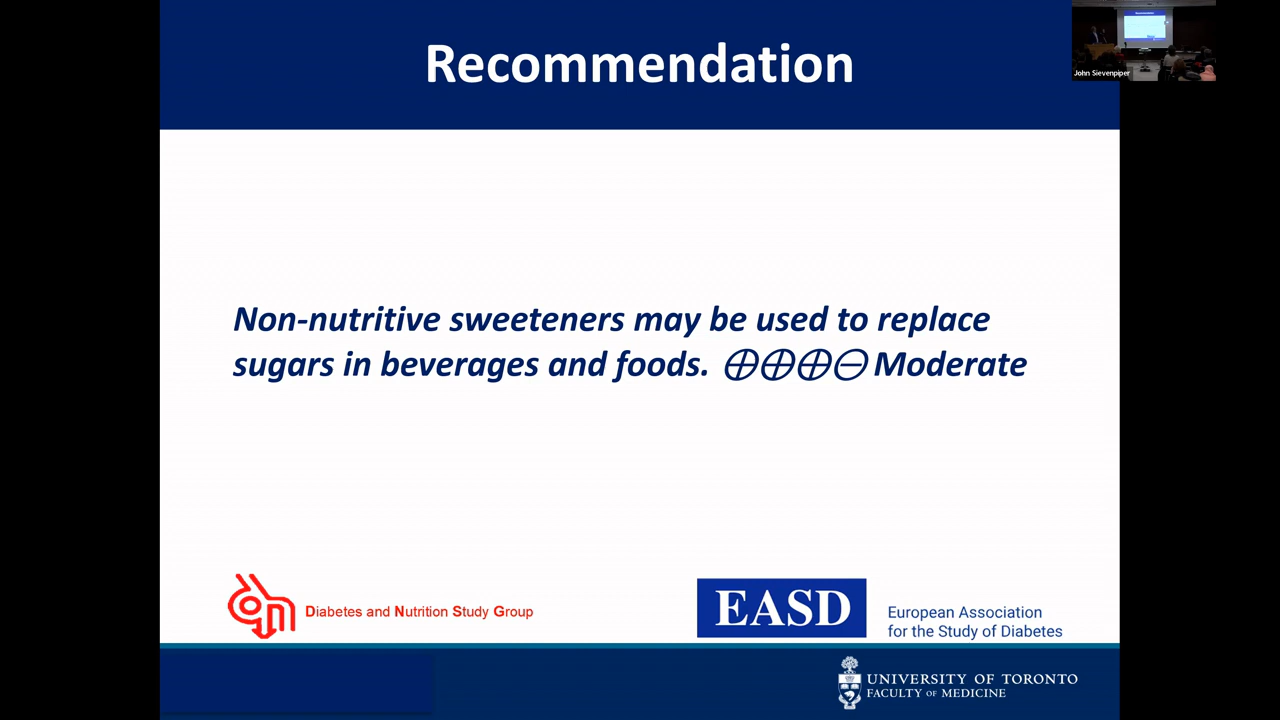 Recommendation
John Sievenpiper
Non-nutritive sweeteners may be used to replace
sugars in beverages and foods. ⊕⊕⊕⊖ Moderate
Diabetes and Nutrition Study Group
EASD
European Association
for the Study of Diabetes
UNIVERSITY OF TORONTO
FACULTY OF MEDICINE